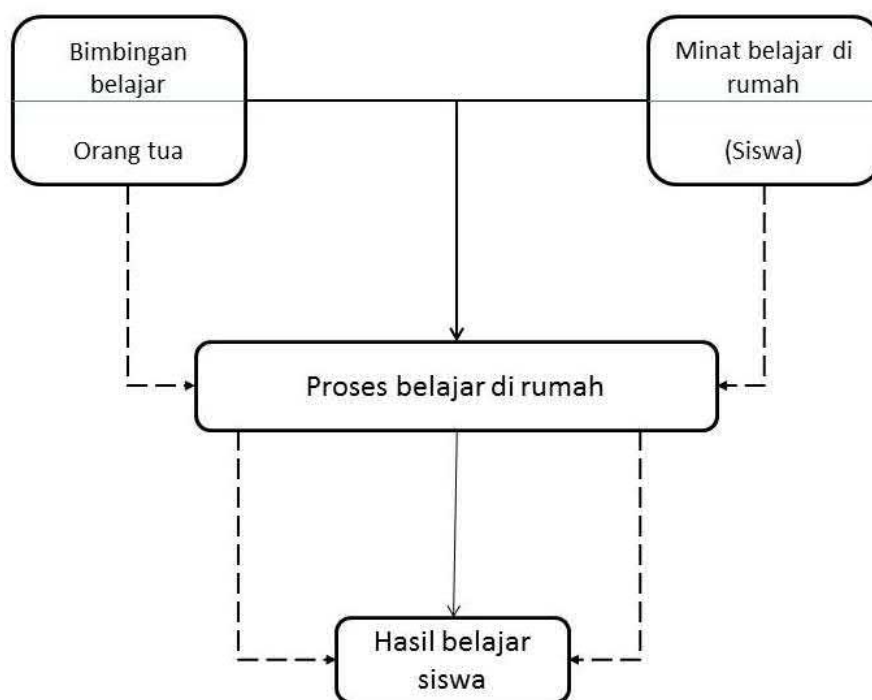 Bimbingan
belajar
Orang tua
Minat belajar di
rumah
(Siswa)
Proses belajar di rumah
Hasil belajar
siswa